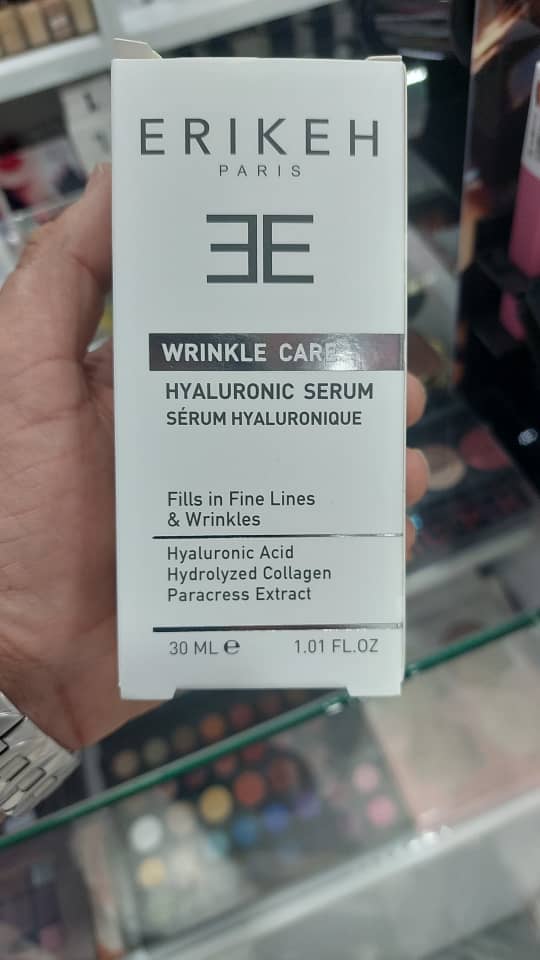 ERIKEH
PARIS
WRINKLE CARE
HYALURONIC SERUM
SÉRUM HYALURONIQUE
Fills in Fine Lines
& Wrinkles
Hyaluronic Acid
Hydrolyzed Collagen
Paracress Extract
30 ML e 1.01 FL.OZ